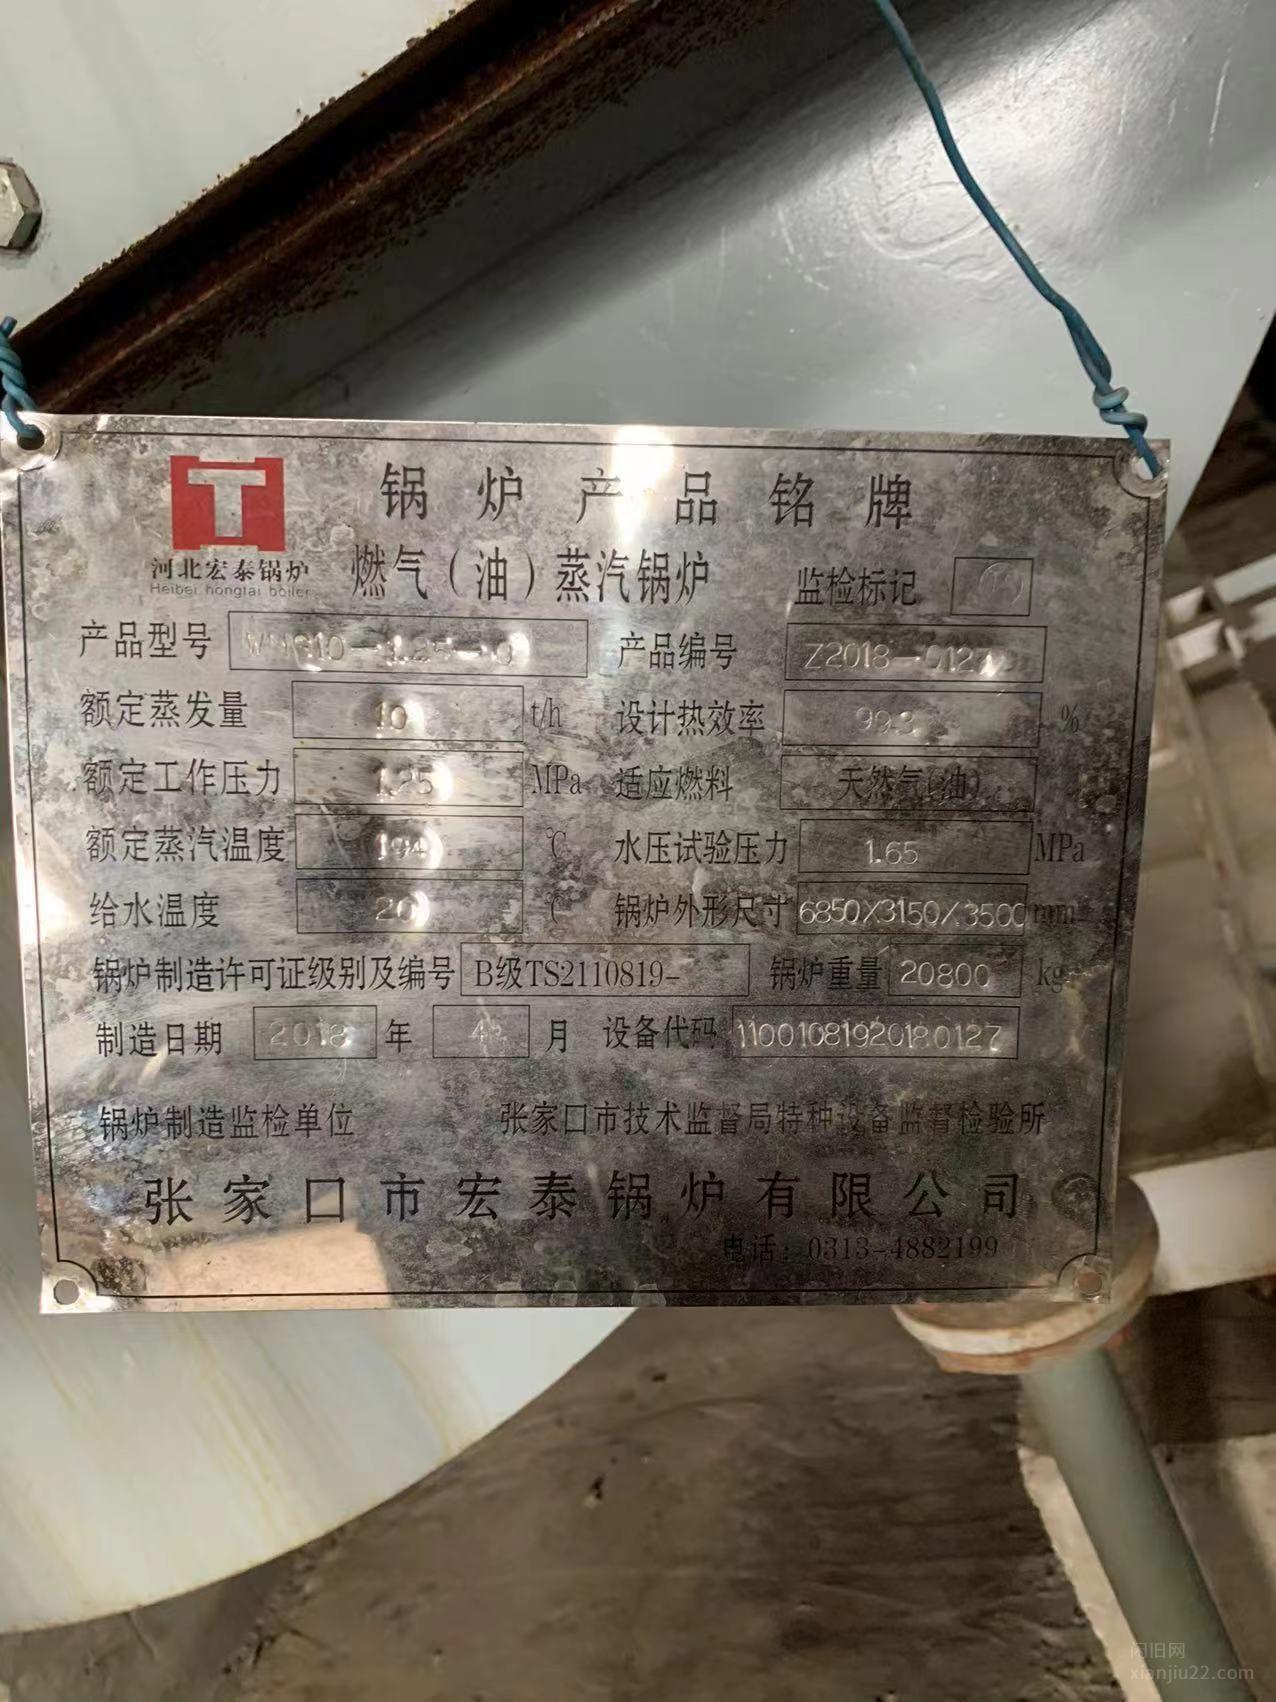 锅炉产品铭牌
河北宏泰锅炉
Heibei hongtai boiler
燃气(油)蒸汽锅炉 监检标记
产品型号 产品编号
额定蒸发量 10 t/h 设计热效率 %
额定工作压力 1.25 MPa 适应燃料 天然气(油)
额定蒸汽温度 194 ℃ 水压试验压力 1.65 MPa
给水温度 20 ℃ 锅炉外形尺寸 6850X3150X3500 mm
锅炉制造许可证级别及编号 B级TS2110819- 锅炉重量 20800 kg
制造日期 2018 年 4 月 设备代码 11001081920180127
锅炉制造监检单位 张家口市技术监督局特种设备监督检验所
张家口市宏泰锅炉有限公司
电话: 0313-4882199
闲旧网
xianjiu22.com